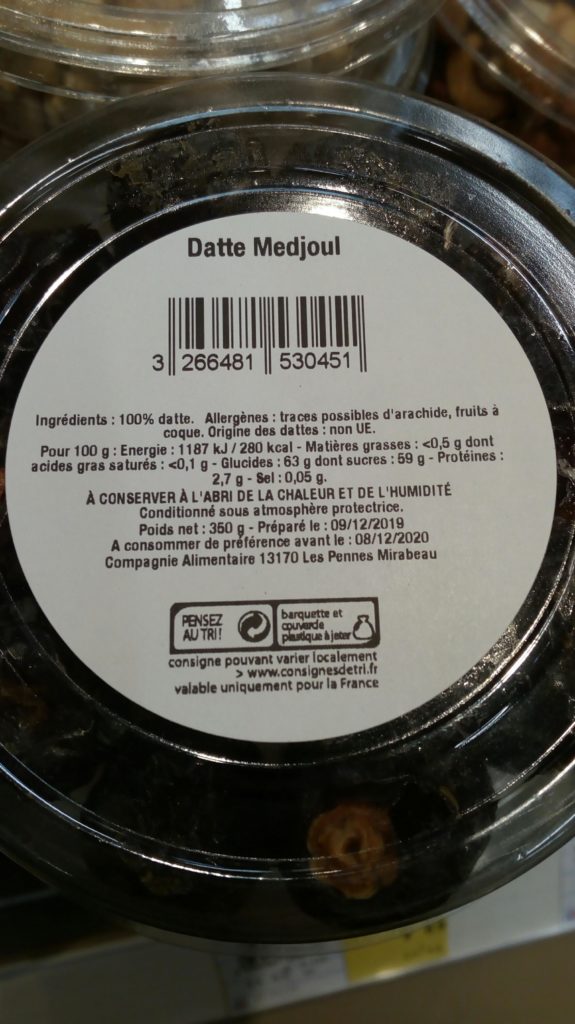 Datte Medjoul
3 266481 530451
Ingrédients : 100% datte. Allergènes : traces possibles d'arachide, fruits à
coque. Origine des dattes : non UE.
Pour 100 g : Energie : 1187 kJ / 280 kcal - Matières grasses : <0,5 g dont
acides gras saturés : <0,1 g - Glucides : 63 g dont sucres : 59 g - Protéines :
2,7 g - Sel : 0,05 g.
À CONSERVER À L'ABRI DE LA CHALEUR ET DE L'HUMIDITÉ
Conditionné sous atmosphère protectrice.
Poids net : 350 g - Préparé le : 09/12/2019
A consommer de préférence avant le : 08/12/2020
Compagnie Alimentaire 13170 Les Pennes Mirabeau
PENSEZ
AU TRI !
barquette et
couvercle
plastique à jeter
consigne pouvant varier localement
> www.consignesdetri.fr
valable uniquement pour la France